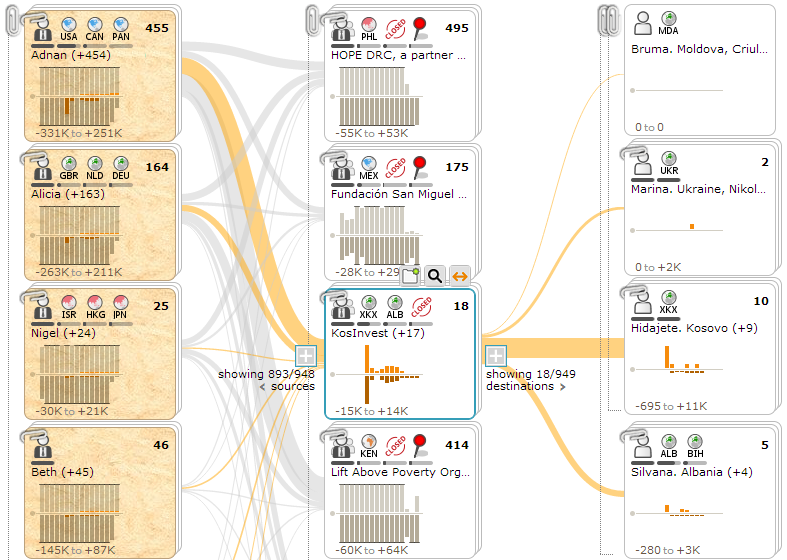 455
USA CAN PAN
Adnan (+454)
-331K to +251K
164
GBR NLD DEU
Alicia (+163)
-263K to +211K
25
ISR HKG JPN
Nigel (+24)
-30K to +21K
46
Beth (+45)
-145K to +87K
showing 893/948
< sources
495
PHL CLOSED
HOPE DRC, a partner ...
-55K to +53K
175
MEX CLOSED
Fundación San Miguel ...
-28K to +29
18
XKX ALB CLOSED
KosInvest (+17)
-15K to +14K
414
KEN CLOSED
Lift Above Poverty Org...
-60K to +64K
showing 18/949
destinations >
MDA
Bruma. Moldova, Criul...
0 to 0
2
UKR
Marina. Ukraine, Nikol...
0 to +2K
10
XKX
Hidajete. Kosovo (+9)
-695 to +11K
5
ALB BIH
Silvana. Albania (+4)
-280 to +3K